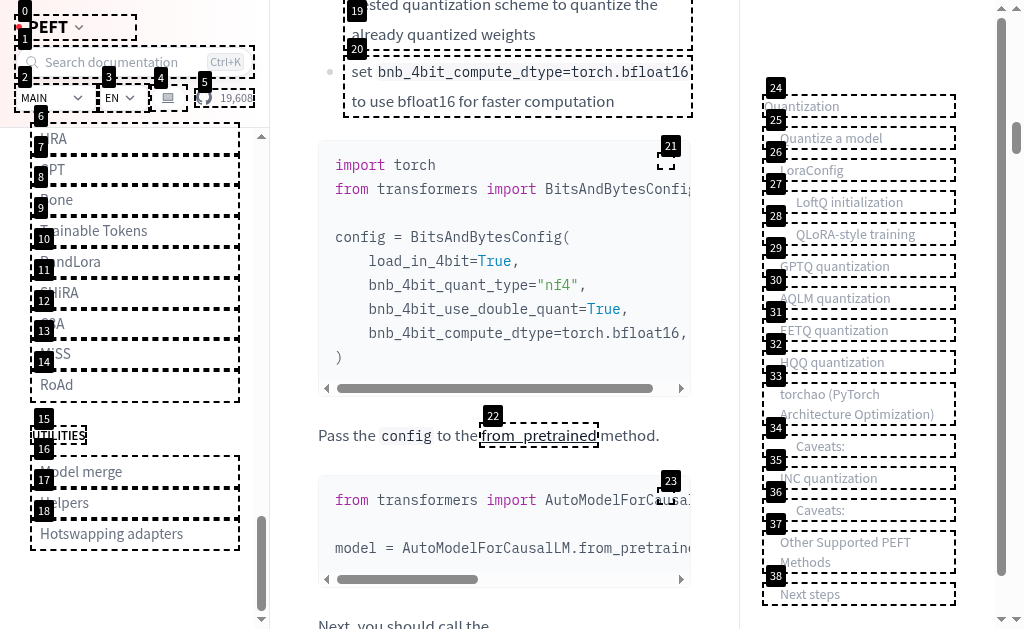 PEFT
Search documentation
Ctrl+K
MAIN
EN
19,608
HRA
CPT
Bone
Trainable Tokens
RandLora
SHiRA
C3A
MiSS
RoAd
UTILITIES
Model merge
Helpers
Hotswapping adapters
0
1
2
3
4
5
6
7
8
9
10
11
12
13
14
15
16
17
18
19
nested quantization scheme to quantize the
already quantized weights
20
set bnb_4bit_compute_dtype=torch.bfloat16
to use bfloat16 for faster computation
21
import torch
from transformers import BitsAndBytesConfig
config = BitsAndBytesConfig(
load_in_4bit=True,
bnb_4bit_quant_type="nf4",
bnb_4bit_use_double_quant=True,
bnb_4bit_compute_dtype=torch.bfloat16,
)
22
Pass the config to the from_pretrained method.
23
from transformers import AutoModelForCausal
model = AutoModelForCausalLM.from_pretraine
Next, you should call the
24
Quantization
25
Quantize a model
26
LoraConfig
27
LoftQ initialization
28
QLoRA-style training
29
GPTQ quantization
30
AQLM quantization
31
EETQ quantization
32
HQQ quantization
33
torchao (PyTorch
Architecture Optimization)
34
Caveats:
35
INC quantization
36
Caveats:
37
Other Supported PEFT
Methods
38
Next steps